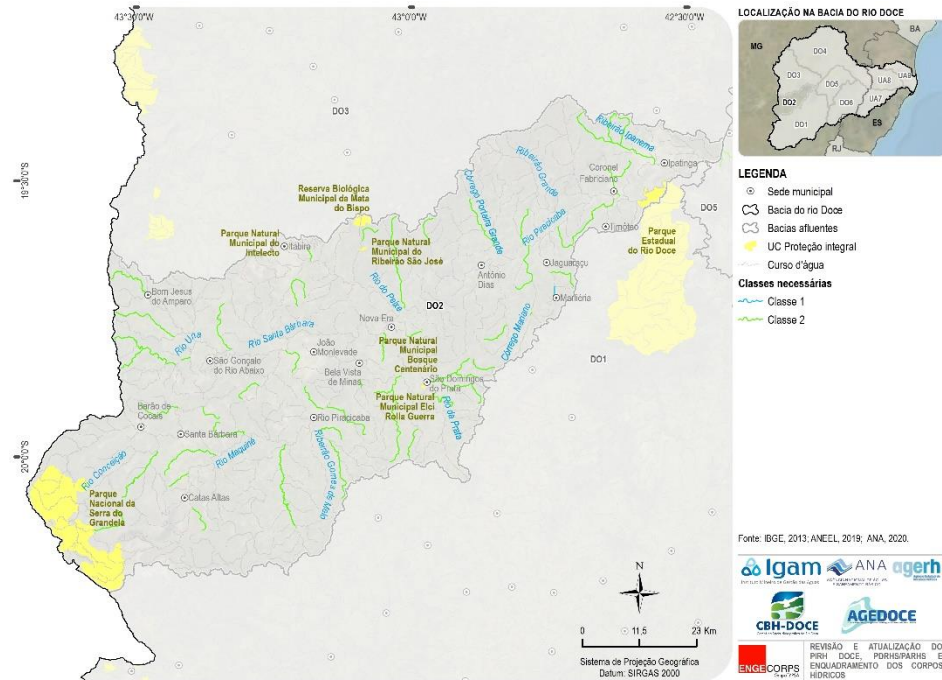 43°30'0"W
43°0'0"W
42°30'0"W
19°30'0"S
20°0'0"S
DO3
Ribeirão Ipanema
Ipatinga
Coronel
Fabriciano
Ribeirão Grande
Córrego Porteira Grande
Rio Piracicaba
DO5
Reserva Biológica
Municipal da Mata
do Bispo
Parque Natural
Municipal do
Intelecto
Itabira
Parque Natural
Municipal do
Ribeirão São José
Timóteo
Parque
Estadual
do Rio Doce
Antônio
Dias
Jaguaraçu
Marliéria
Bom Jesus
do Amparo
Rio do Peixe
DO2
Nova Era
Rio Una
Rio Santa Bárbara
João
Monlevade
São Gonçalo
do Rio Abaixo
Bela Vista
de Minas
Parque Natural
Municipal
Bosque
Centenário
Córrego Mariano
DO1
São Domingos
do Prata
Parque Natural
Municipal Elci
Rolla Guerra
Rio da Prata
Barão de
Cocais
Santa Bárbara
Rio Piracicaba
Rio Maquiné
Ribeirão Gomes de Melo
Rio Conceição
Catas Altas
Parque
Nacional da
Serra do
Grandela
N
0 11,5 23 Km
Sistema de Projeção Geográfica
Datum: SIRGAS 2000
LOCALIZAÇÃO NA BACIA DO RIO DOCE
MG
BA
DO4
DO3
DO5
DO2
DO6
DO1
UA8
UA9
UA7
ES
RJ
LEGENDA
Sede municipal
Bacia do rio Doce
Bacias afluentes
UC Proteção integral
Curso d'água
Classes necessárias
Classe 1
Classe 2
Fonte: IBGE, 2013; ANEEL, 2019; ANA, 2020.
Igam
ANA
agerh
CBH-DOCE
AGEDOCE
ENGECORPS
REVISÃO E ATUALIZAÇÃO DO
PIRH DOCE, PDRHS/PARHS E
ENQUADRAMENTO DOS CORPOS
HÍDRICOS